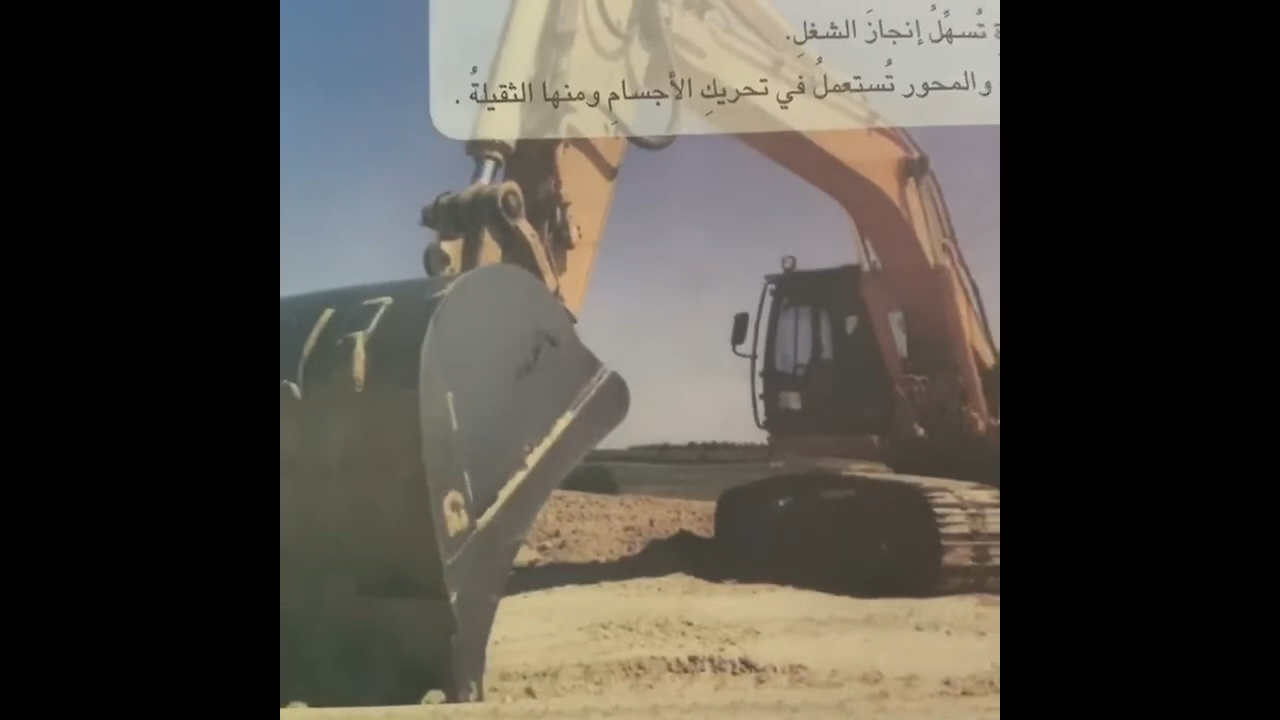 تُسهِّلُ إنجازَ الشغلِ.
والمحور تُستعملُ في تحريكِ الأجسامِ ومنها الثقيلةُ .